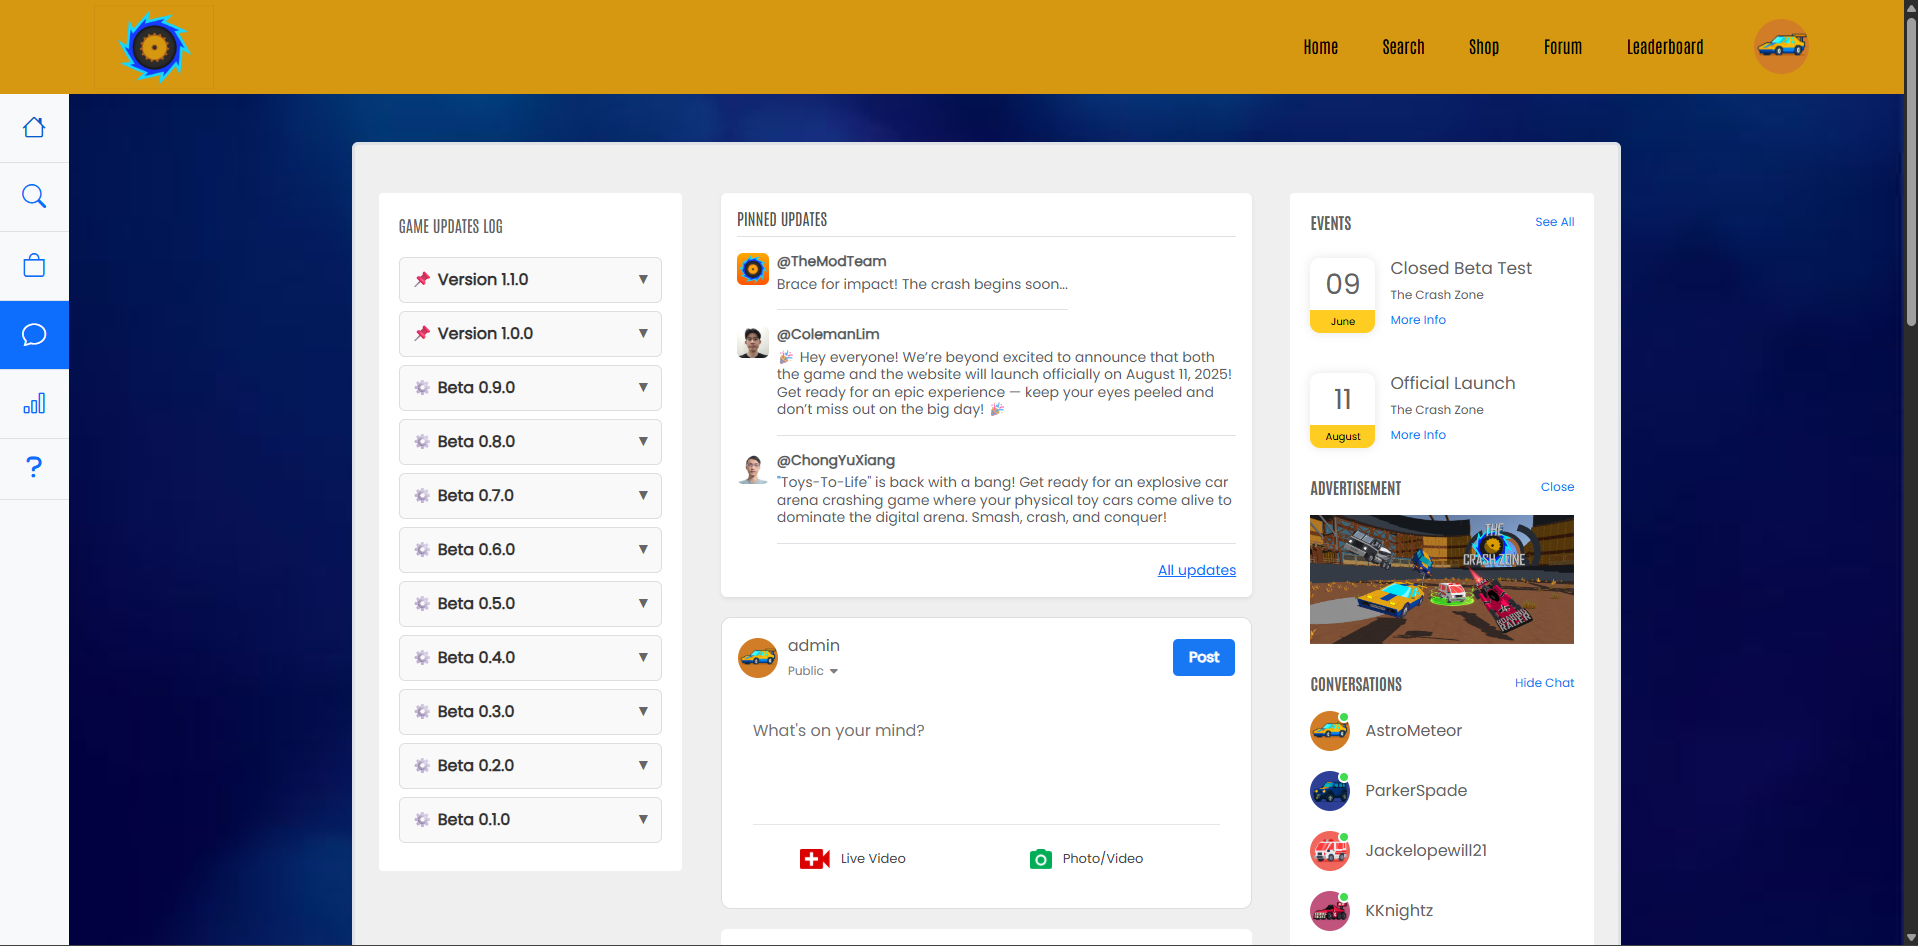 Home
Search
Shop
Forum
Leaderboard
GAME UPDATES LOG
Version 1.1.0
Version 1.0.0
Beta 0.9.0
Beta 0.8.0
Beta 0.7.0
Beta 0.6.0
Beta 0.5.0
Beta 0.4.0
Beta 0.3.0
Beta 0.2.0
Beta 0.1.0
PINNED UPDATES
@TheModTeam
Brace for impact! The crash begins soon...
@ColemanLim
🎉 Hey everyone! We’re beyond excited to announce that both
the game and the website will launch officially on August 11, 2025!
Get ready for an epic experience — keep your eyes peeled and
don’t miss out on the big day! 🎉
@ChongYuXiang
"Toys-To-Life" is back with a bang! Get ready for an explosive car
arena crashing game where your physical toy cars come alive to
dominate the digital arena. Smash, crash, and conquer!
All updates
admin
Public
Post
What's on your mind?
Live Video
Photo/Video
EVENTS
See All
09
June
Closed Beta Test
The Crash Zone
More Info
11
August
Official Launch
The Crash Zone
More Info
ADVERTISEMENT
Close
THE
CRASH ZONE
ROARING
RACER
CONVERSATIONS
Hide Chat
AstroMeteor
ParkerSpade
Jackelopewill21
KKnightz